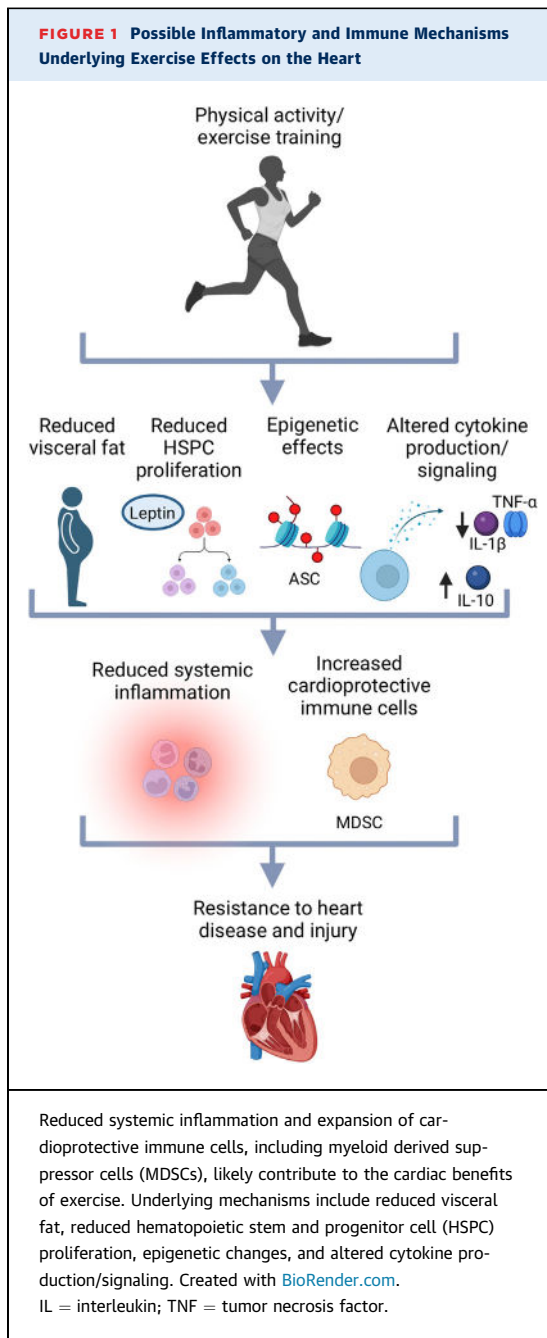 FIGURE 1 Possible Inflammatory and Immune Mechanisms
Underlying Exercise Effects on the Heart
Physical activity/
exercise training
Reduced
visceral fat
Reduced
HSPC
proliferation
Epigenetic
effects
Altered cytokine
production/
signaling
Leptin
ASC
TNF-α
IL-1β
IL-10
Reduced systemic
inflammation
Increased
cardioprotective
immune cells
MDSC
Resistance to heart
disease and injury
Reduced systemic inflammation and expansion of car-
dioprotective immune cells, including myeloid derived sup-
pressor cells (MDSCs), likely contribute to the cardiac benefits
of exercise. Underlying mechanisms include reduced visceral
fat, reduced hematopoietic stem and progenitor cell (HSPC)
proliferation, epigenetic changes, and altered cytokine pro-
duction/signaling. Created with BioRender.com.
IL = interleukin; TNF = tumor necrosis factor.